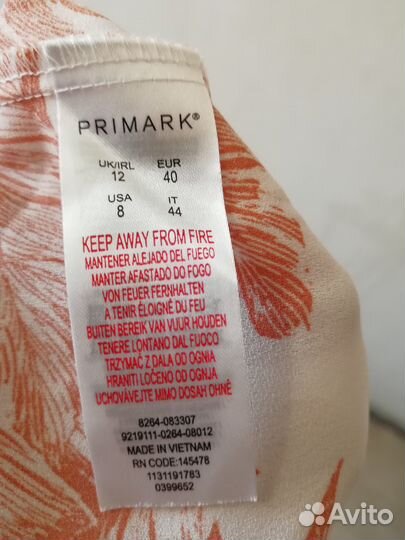 PRIMARK®
UK/IRL EUR
12 40
USA IT
8 44
KEEP AWAY FROM FIRE
MANTENER ALEJADO DEL FUEGO
MANTER AFASTADO DO FOGO
VON FEUER FERNHALTEN
A TENIR ÉLOIGNÉ DU FEU
BUITEN BEREIK VAN VUUR HOUDEN
TENERE LONTANO DAL FUOCO
TRZYMAĆ Z DALA OD OGNIA
HRANITI LOČENO OD OGNJA
UCHOVÁVEJTE MIMO DOSAH OHNĚ
8264-083307
9219111-0264-08012
MADE IN VIETNAM
RN CODE:145478
1131191783
0399652
Avito